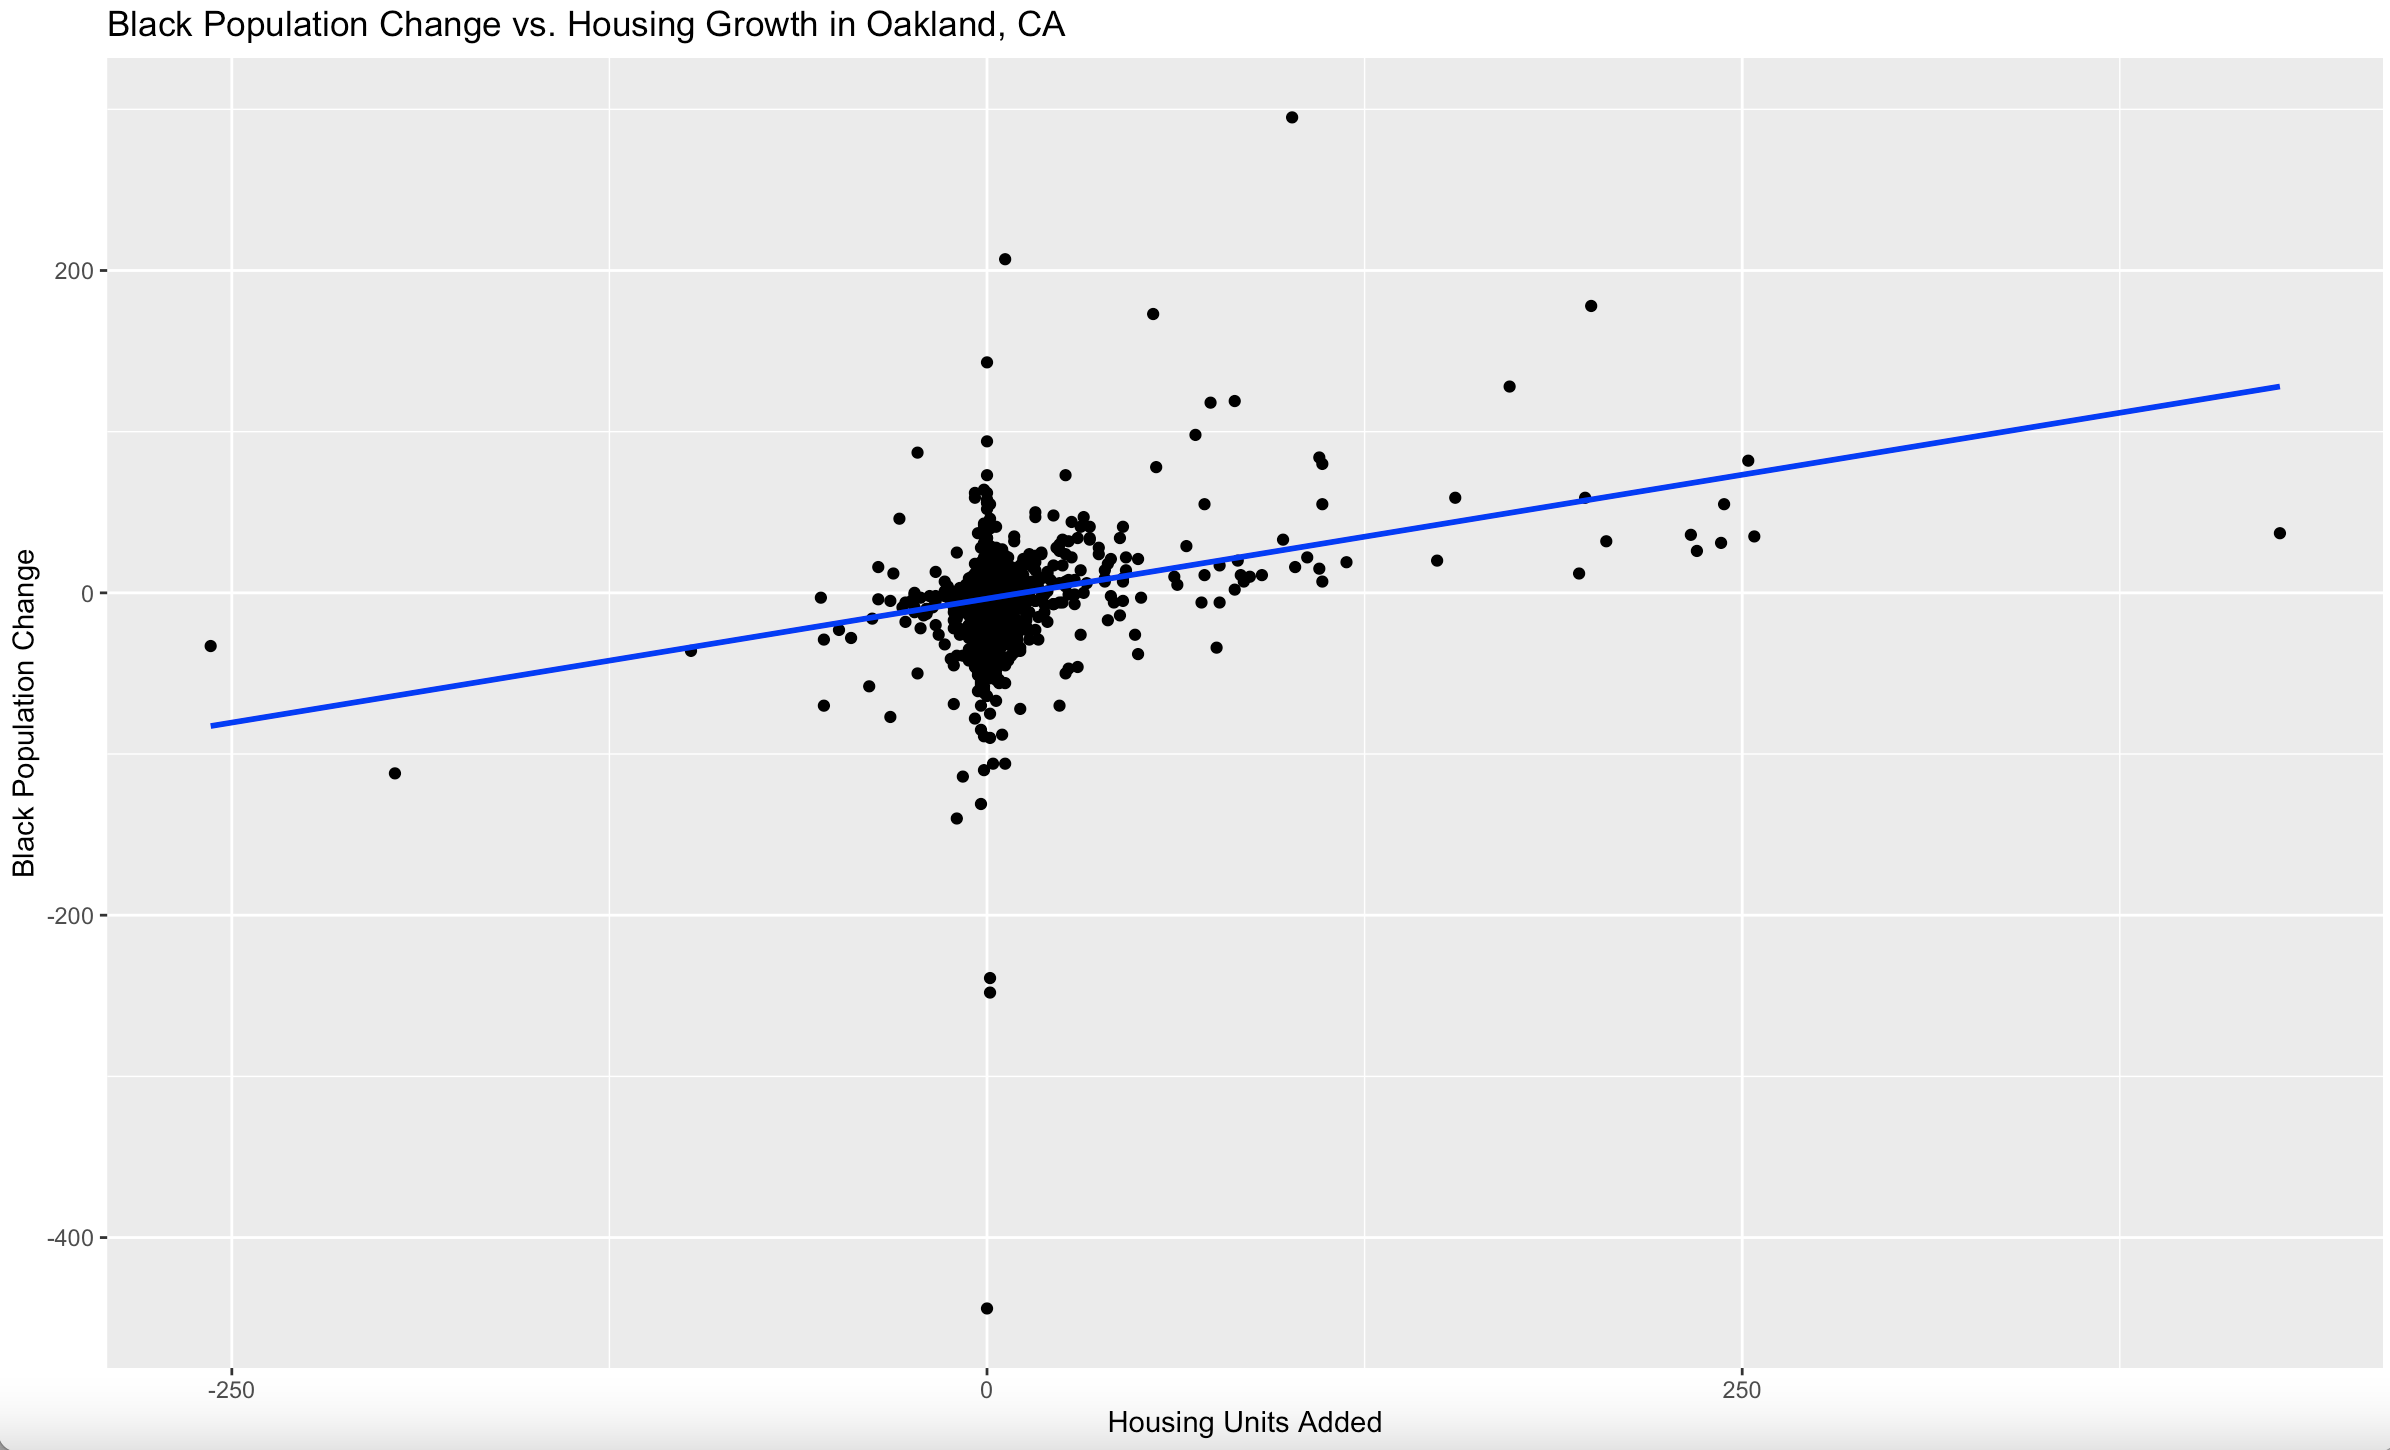 Black Population Change vs. Housing Growth in Oakland, CA
Black Population Change
200
0
-200
-400
-250
0
250
Housing Units Added